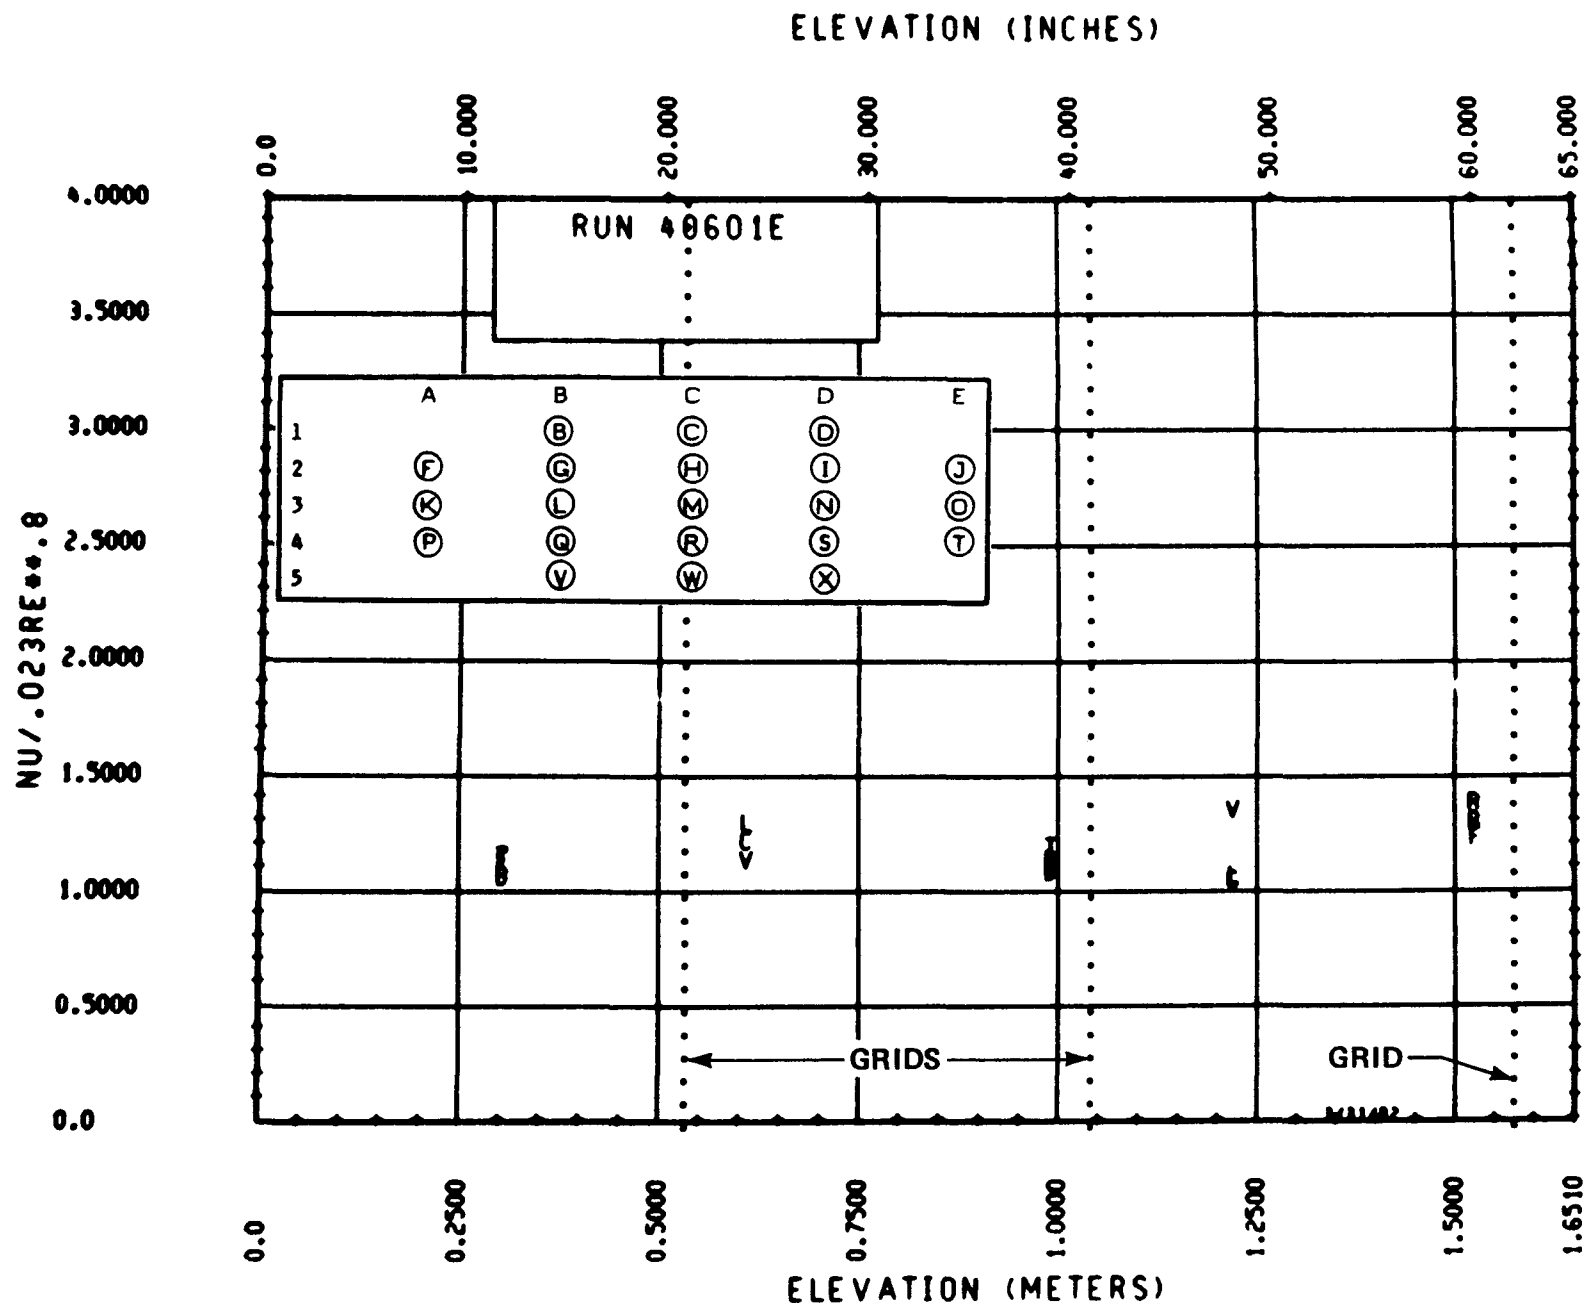 ELEVATION (INCHES)
0.0 10.000 20.000 30.000 40.000 50.000 60.000 65.000
4.0000
RUN 40601E
3.5000
A B C D E
3.0000
1 B C D
2 F G H I J
3 K L M N O
2.5000
4 P Q R S T
5 V W X
NU/.023RE**.8
2.0000
1.5000
V
L
V
1.0000
0.5000
GRIDS
GRID
0.0
0.0 0.2500 0.5000 0.7500 1.0000 1.2500 1.5000 1.6510
ELEVATION (METERS)